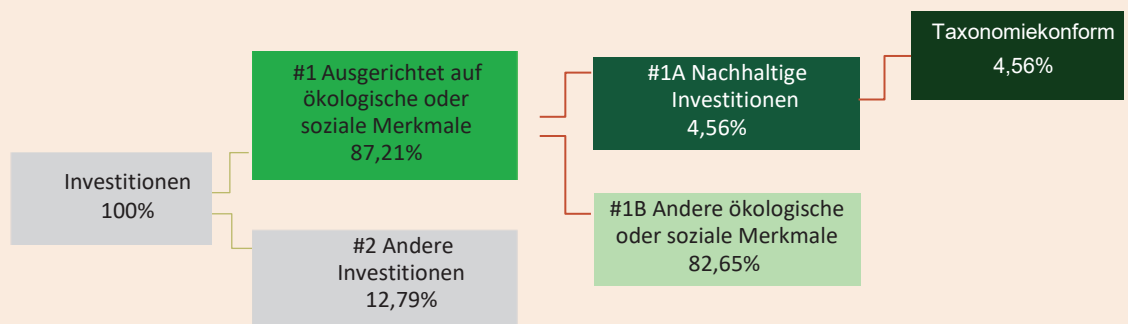 Investitionen
100%
#1 Ausgerichtet auf
ökologische oder
soziale Merkmale
87,21%
#2 Andere
Investitionen
12,79%
#1A Nachhaltige
Investitionen
4,56%
#1B Andere ökologische
oder soziale Merkmale
82,65%
Taxonomiekonform
4,56%